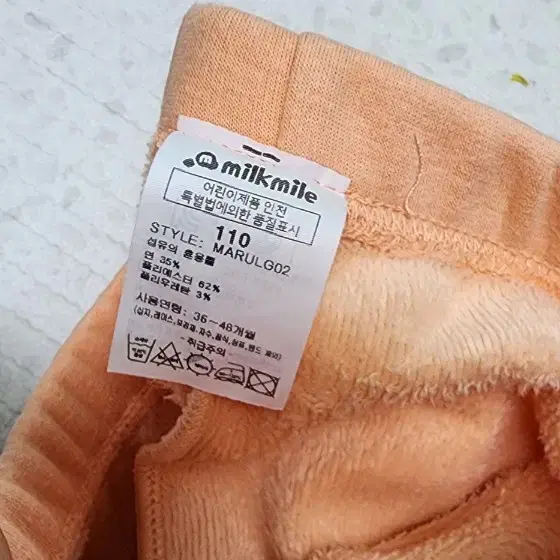 milkmile
어린이제품 안전
특별법에의한 품질표시
110
STYLE: MARULG02
섬유의 혼용률
면 35%
폴리에스터 62%
폴리우레탄 3%
사용연령: 36-48개월
- 취급주의 -